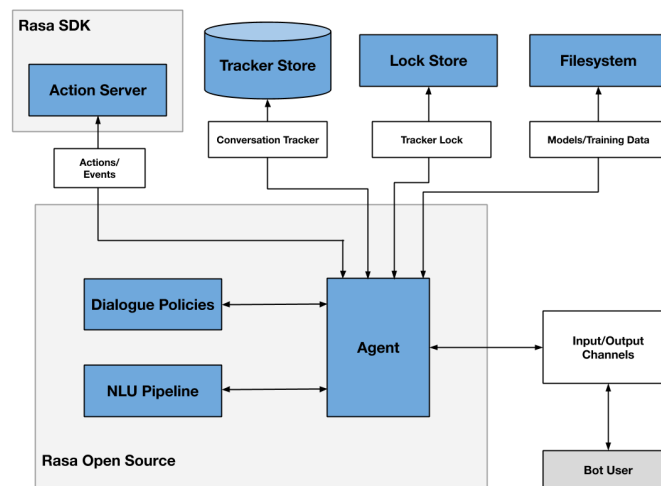 Rasa SDK
Action Server
Tracker Store
Lock Store
Filesystem
Actions/
Events
Conversation Tracker
Tracker Lock
Models/Training Data
Dialogue Policies
Agent
NLU Pipeline
Input/Output
Channels
Rasa Open Source
Bot User